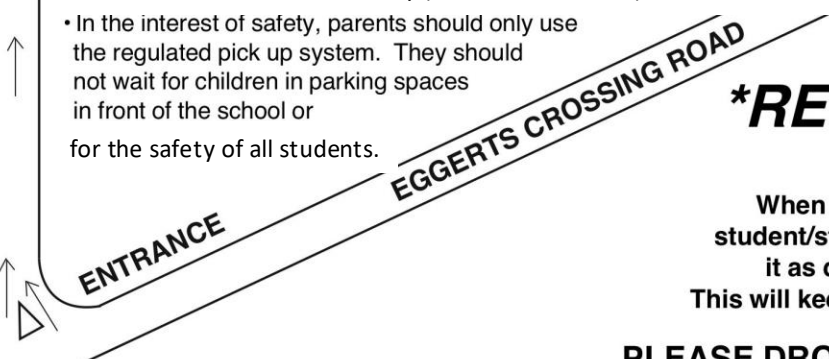 • In the interest of safety, parents should only use
the regulated pick up system. They should
not wait for children in parking spaces
in front of the school or
for the safety of all students.
EGGERTS CROSSING ROAD
ENTRANCE
*RE
When
student/s
it as
This will kee
PLEASE DRO